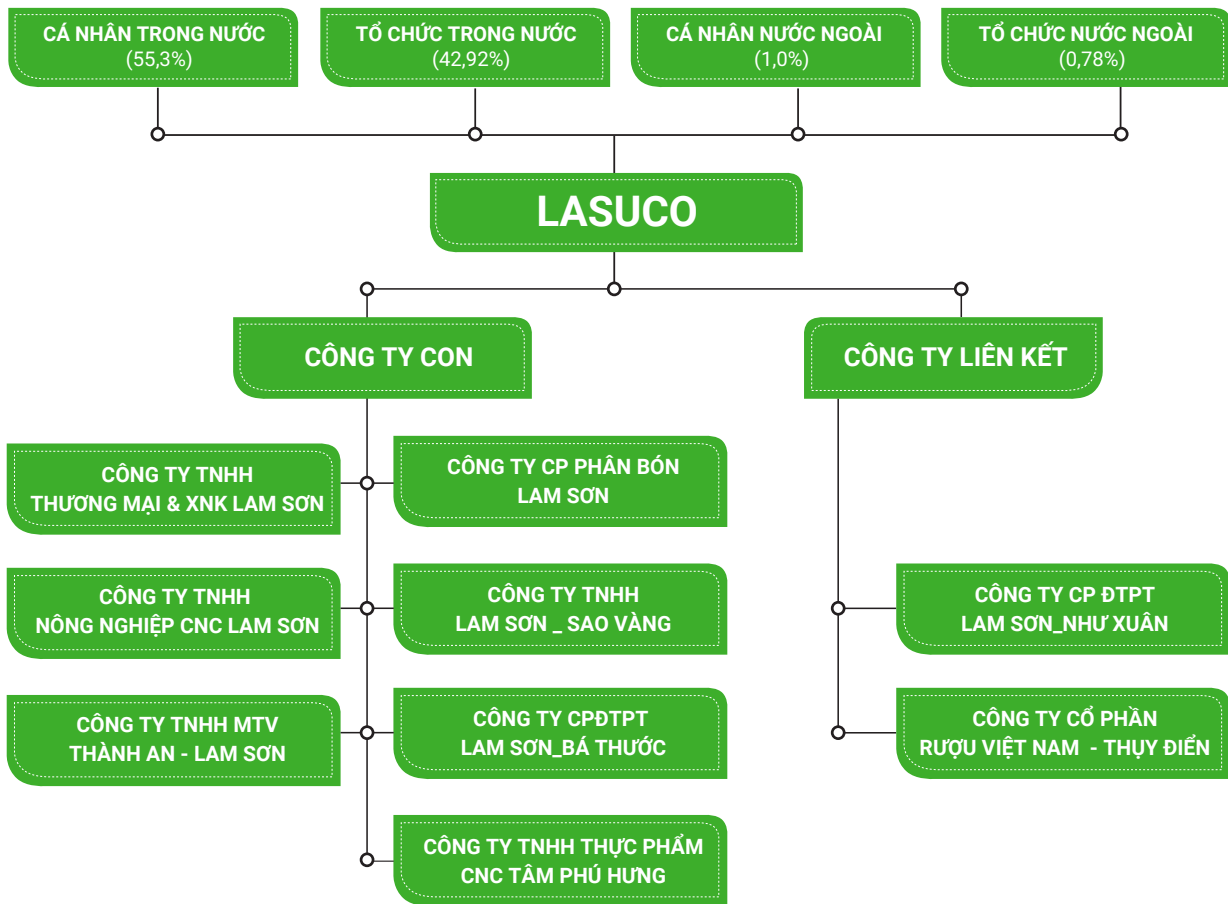 CÁ NHÂN TRONG NƯỚC
(55,3%)
TỔ CHỨC TRONG NƯỚC
(42,92%)
CÁ NHÂN NƯỚC NGOÀI
(1,0%)
TỔ CHỨC NƯỚC NGOÀI
(0,78%)
LASUCO
CÔNG TY CON
CÔNG TY LIÊN KẾT
CÔNG TY TNHH
THƯƠNG MẠI & XNK LAM SƠN
CÔNG TY CP PHÂN BÓN
LAM SƠN
CÔNG TY TNHH
NÔNG NGHIỆP CNC LAM SƠN
CÔNG TY TNHH
LAM SƠN _ SAO VÀNG
CÔNG TY CP ĐTPT
LAM SƠN_NHƯ XUÂN
CÔNG TY TNHH MTV
THÀNH AN - LAM SƠN
CÔNG TY CPĐTPT
LAM SƠN_BÁ THƯỚC
CÔNG TY CỔ PHẦN
RƯỢU VIỆT NAM - THỤY ĐIỂN
CÔNG TY TNHH THỰC PHẨM
CNC TÂM PHÚ HƯNG